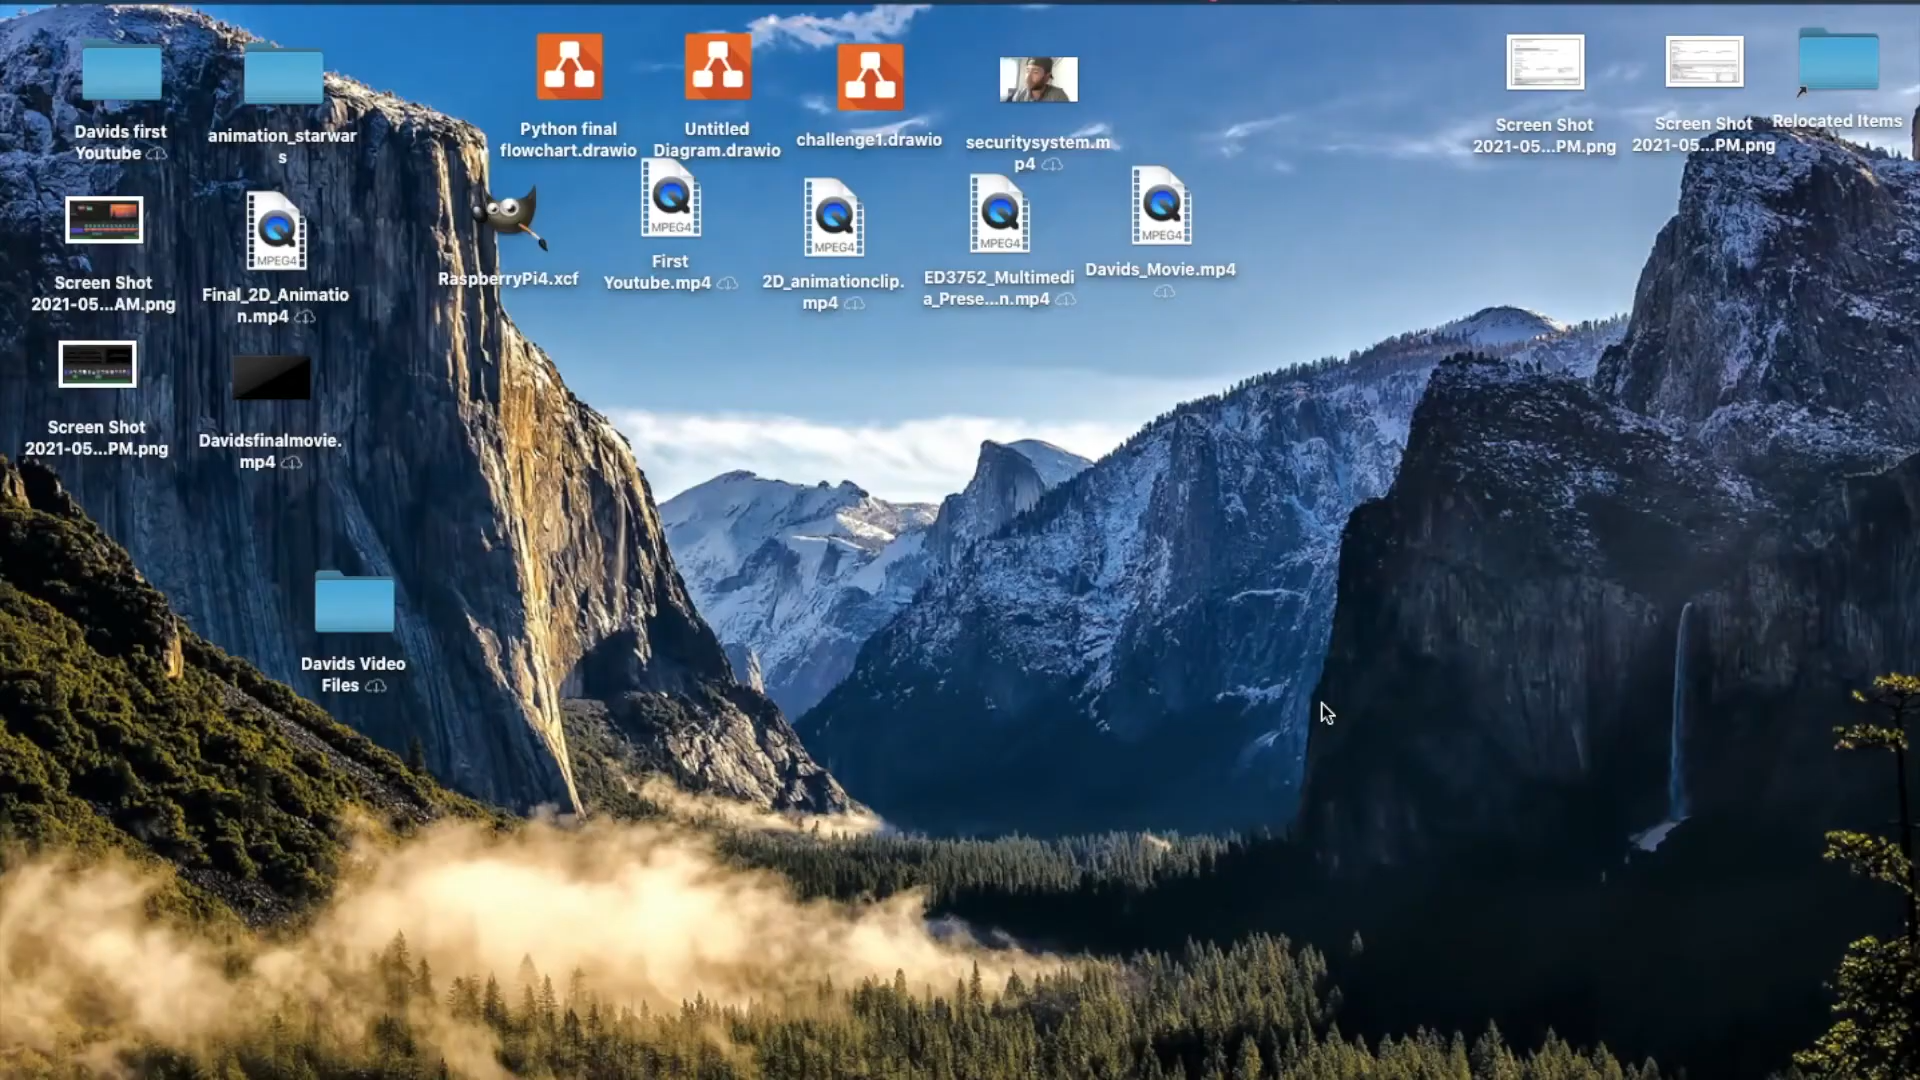 Davids first
Youtube
animation_starwar
s
Python final
flowchart.drawio
Untitled
Diagram.drawio
challenge1.drawio
securitysystem.m
p4
Screen Shot
2021-05...PM.png
Screen Shot
2021-05...PM.png
Relocated Items
Screen Shot
2021-05...AM.png
MPEG4
Final_2D_Animatio
n.mp4
RaspberryPi4.xcf
MPEG4
First
Youtube.mp4
MPEG4
2D_animationclip.
mp4
MPEG4
ED3752_Multimedi
a_Prese...n.mp4
MPEG4
Davids_Movie.mp4
Screen Shot
2021-05...PM.png
Davidsfinalmovie.
mp4
Davids Video
Files